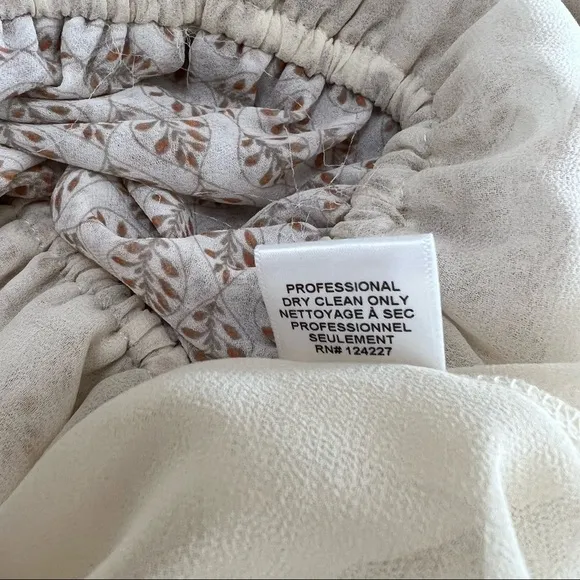 PROFESSIONAL
DRY CLEAN ONLY
NETTOYAGE À SEC
PROFESSIONNEL
SEULEMENT
RN# 124227